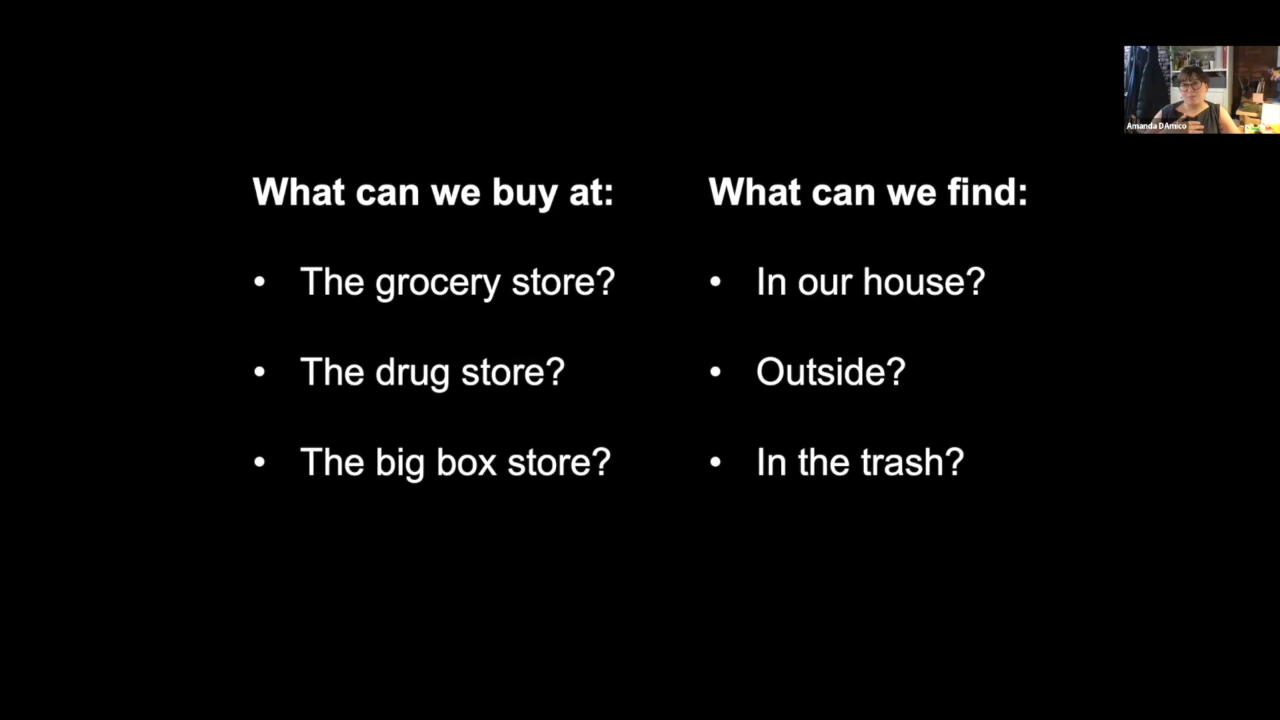 What can we buy at:
• The grocery store?
• The drug store?
• The big box store?
What can we find:
• In our house?
• Outside?
• In the trash?
Amanda DAmico